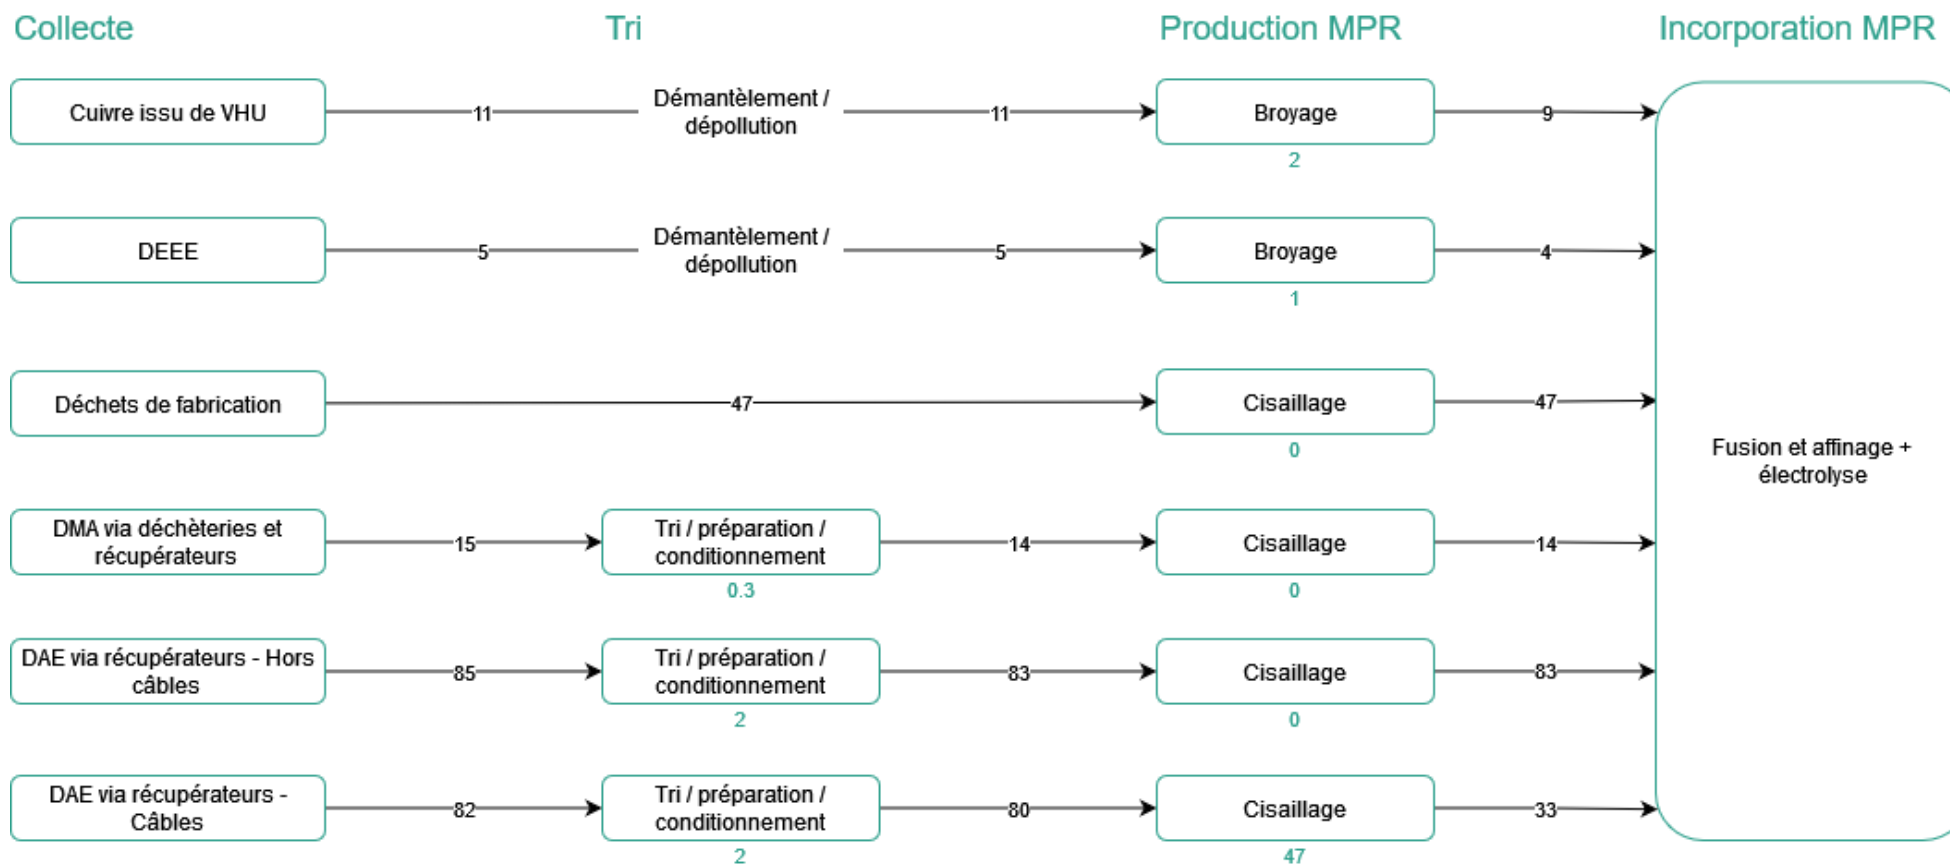 Collecte
Tri
Production MPR
Incorporation MPR
Cuivre issu de VHU
11
Démantèlement /
dépollution
11
Broyage
2
9
DEEE
5
Démantèlement /
dépollution
5
Broyage
1
4
Déchets de fabrication
47
Cisaillage
0
47
Fusion et affinage +
électrolyse
DMA via déchèteries et
récupérateurs
15
Tri / préparation /
conditionnement
0.3
14
Cisaillage
0
14
DAE via récupérateurs - Hors
câbles
85
Tri / préparation /
conditionnement
2
83
Cisaillage
0
83
DAE via récupérateurs -
Câbles
82
Tri / préparation /
conditionnement
2
80
Cisaillage
47
33